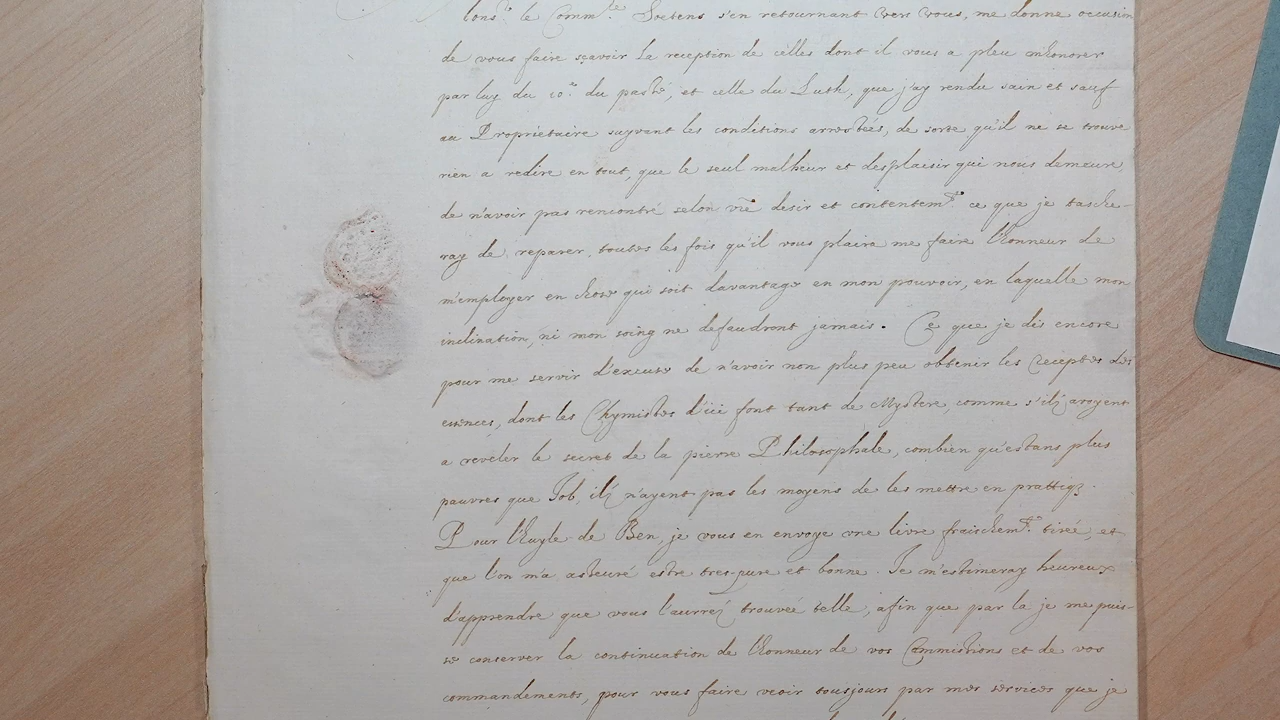 le Comm.re Soetens s'en retournant vers vous, me donne occasion
de vous faire sçavoir la reception de celles dont il vous a pleu m'honorer
par luy du 10.e du passé, et celle du Luth, que j'ay rendu sain et sauf
au Propriétaire suyvant les conditions arrestées, de sorte qu'il ne se trouve
rien a redire en tout, que le seul malheur et desplaisir qui nous demeure,
de n'avoir pas rencontré selon vre desir et contentem.t ce que je tasche-
ray de reparer, toutes les fois qu'il vous plaira me faire l'honneur de
m'employer en chose qui soit davantage en mon pouvoir, en laquelle mon
inclination, ni mon soing ne defaudront jamais. Ce que je dis encore
pour me servir d'excuse de n'avoir non plus peu obtenir les receptes des
essences, dont les Chymistes d'ici font tant de Mystere, comme s'ilz avoyent
a reveler le secret de la pierre Philosophale, combien qu'estans plus
pauvres que Job, ilz n'ayent pas les moyens de les mettre en prattiqz.
Pour l'Huyle de Ben, je vous en envoye une livre fraischem.t tirée, et
que l'on m'a asseuré estre tres-pure et bonne. Je m'estimeray heureux
d'apprendre que vous l'aurrez trouvée telle, afin que par la je me puis-
se conserver la continuation de l'honneur de vos Commissions et de vos
commandements, pour vous faire veoir tousjours par mes services que je